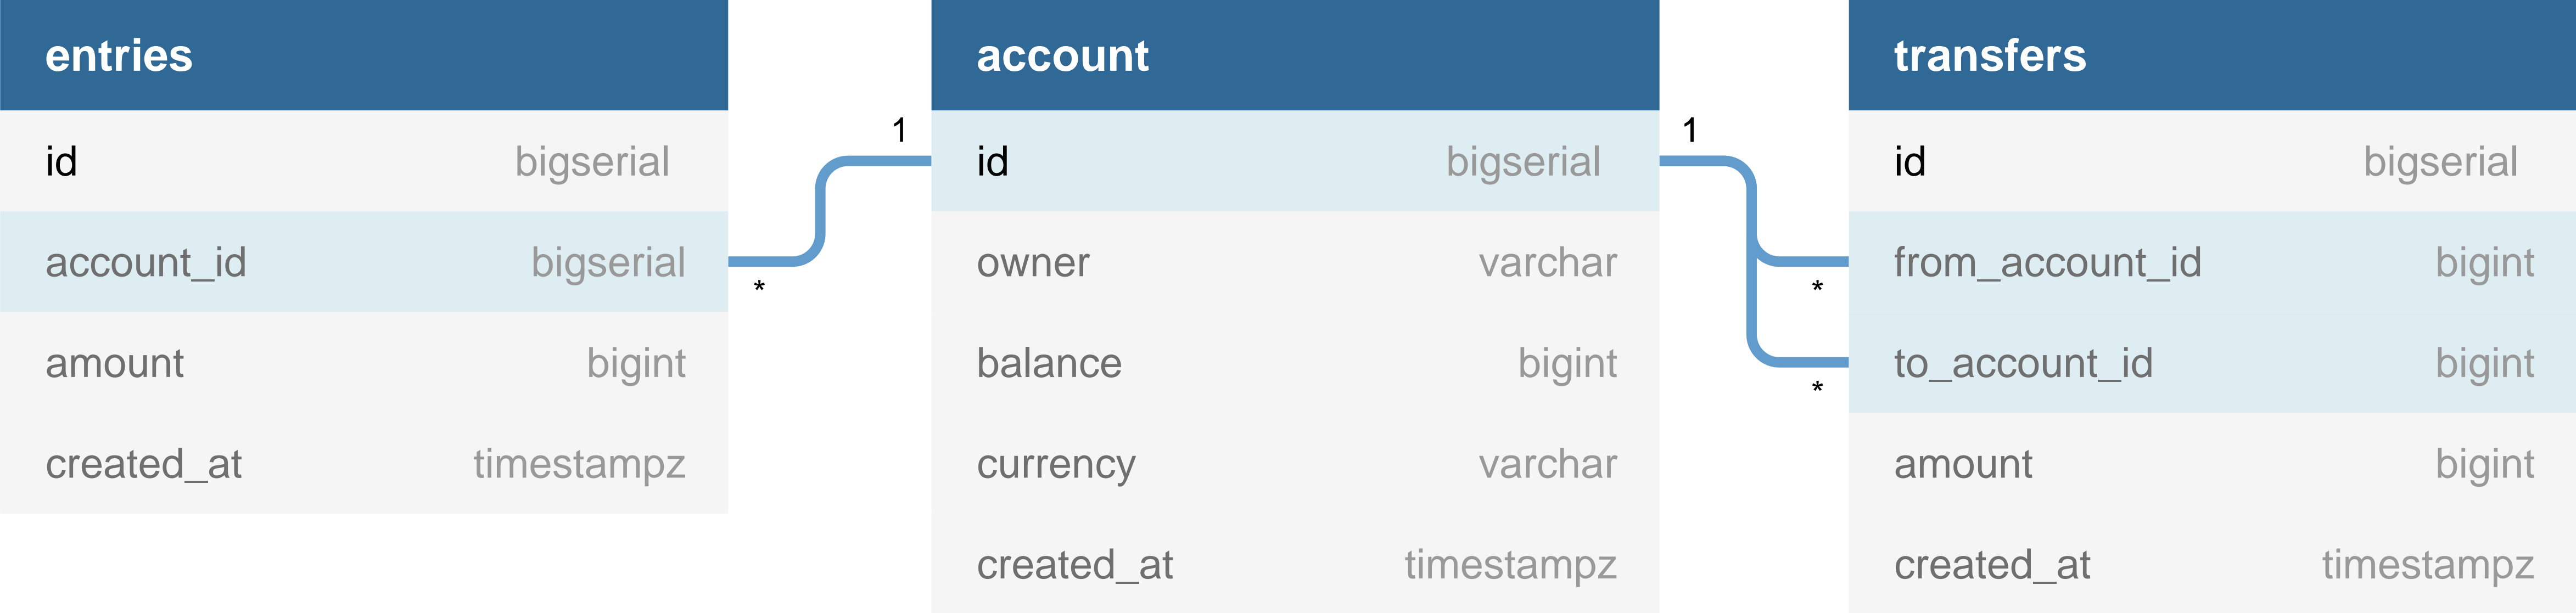 entries
id bigserial
account_id bigserial
amount bigint
created_at timestampz
1
*
account
id bigserial
owner varchar
balance bigint
currency varchar
created_at timestampz
1
*
*
transfers
id bigserial
from_account_id bigint
to_account_id bigint
amount bigint
created_at timestampz